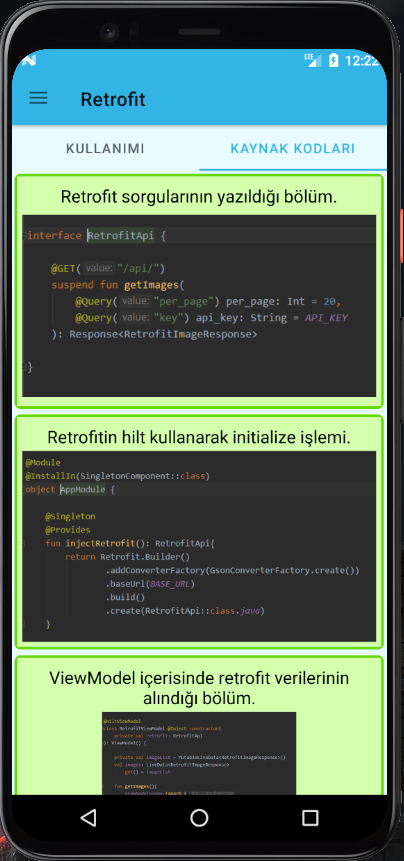 LTE 12:22
Retrofit
KULLANIMI KAYNAK KODLARI
Retrofit sorgularının yazıldığı bölüm.
interface RetrofitApi {
@GET( value: "/api/")
suspend fun getImages(
@Query( value: "per_page") per_page: Int = 20,
@Query( value: "key") api_key: String = API_KEY
): Response<RetrofitImageResponse>
}
Retrofitin hilt kullanarak initialize işlemi.
@Module
@InstallIn(SingletonComponent::class)
object AppModule {
@Singleton
@Provides
fun injectRetrofit(): RetrofitApi{
return Retrofit.Builder()
.addConverterFactory(GsonConverterFactory.create())
.baseUrl(BASE_URL)
.build()
.create(RetrofitApi::class.java)
}
ViewModel içerisinde retrofit verilerinin
alındığı bölüm.
@HiltViewModel
class RetrofitViewModel @Inject constructor(
private val retrofit: RetrofitApi
): ViewModel() {
private val imageList = MutableLiveData<RetrofitImageResponse>()
val images: LiveData<RetrofitImageResponse>
get() = imageList
fun getImages(){